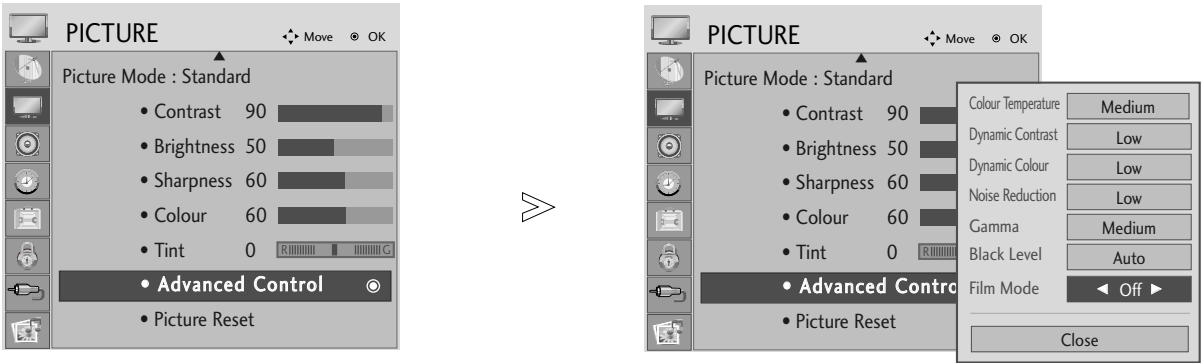 PICTURE
Move
OK
Picture Mode : Standard
• Contrast 90
• Brightness 50
• Sharpness 60
• Colour 60
• Tint 0 R G
• Advanced Control
• Picture Reset
PICTURE
Move
OK
Picture Mode : Standard
• Contrast 90
• Brightness 50
• Sharpness 60
• Colour 60
• Tint 0 R
• Advanced Contro
• Picture Reset
Colour Temperature Medium
Dynamic Contrast Low
Dynamic Colour Low
Noise Reduction Low
Gamma Medium
Black Level Auto
Film Mode ◄ Off ►
Close